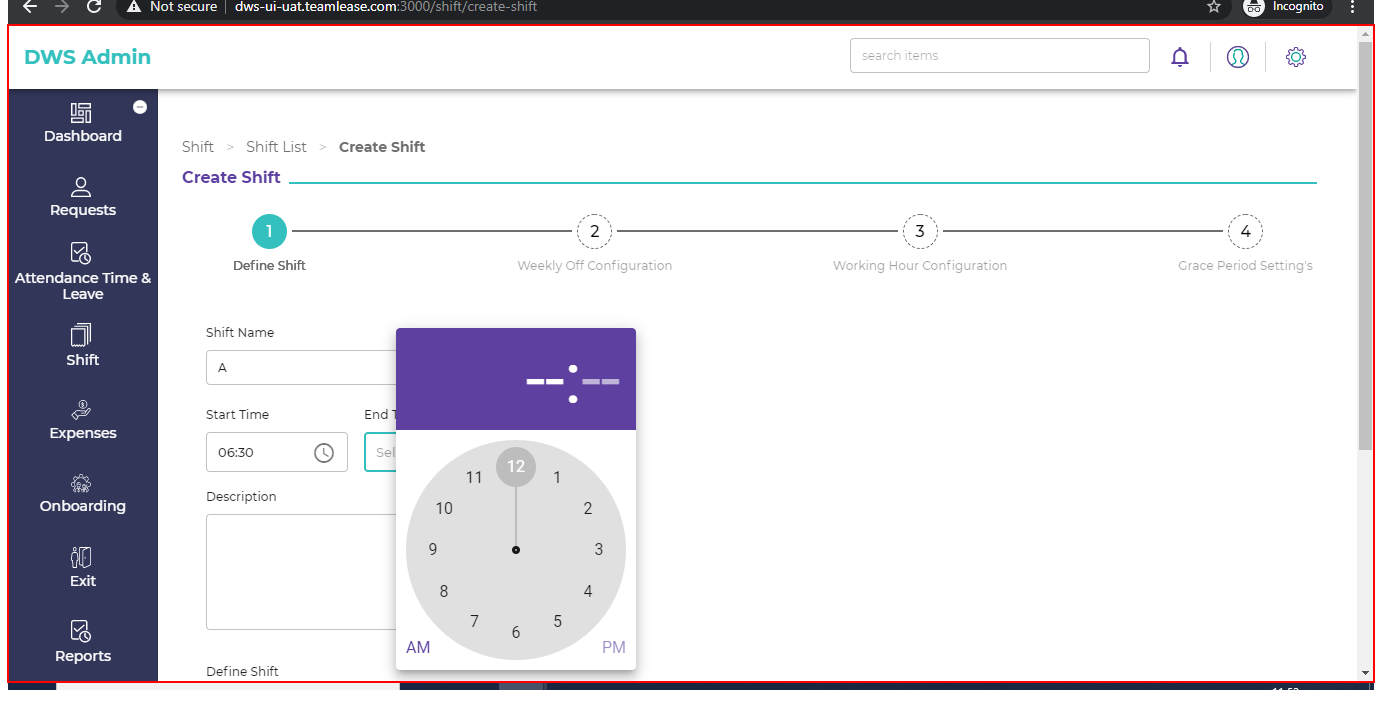 Not secure | dws-ui-uat.teamlease.com:3000/shift/create-shift
Incognito
DWS Admin
search items
Dashboard
Requests
Attendance Time &
Leave
Shift
Expenses
Onboarding
Exit
Reports
Shift > Shift List > Create Shift
Create Shift
1
2
3
4
Define Shift
Weekly Off Configuration
Working Hour Configuration
Grace Period Setting's
Shift Name
A
Start Time
End T
06:30
Sel
Description
--:--
12
1
2
3
4
5
6
7
8
9
10
11
AM
PM
Define Shift